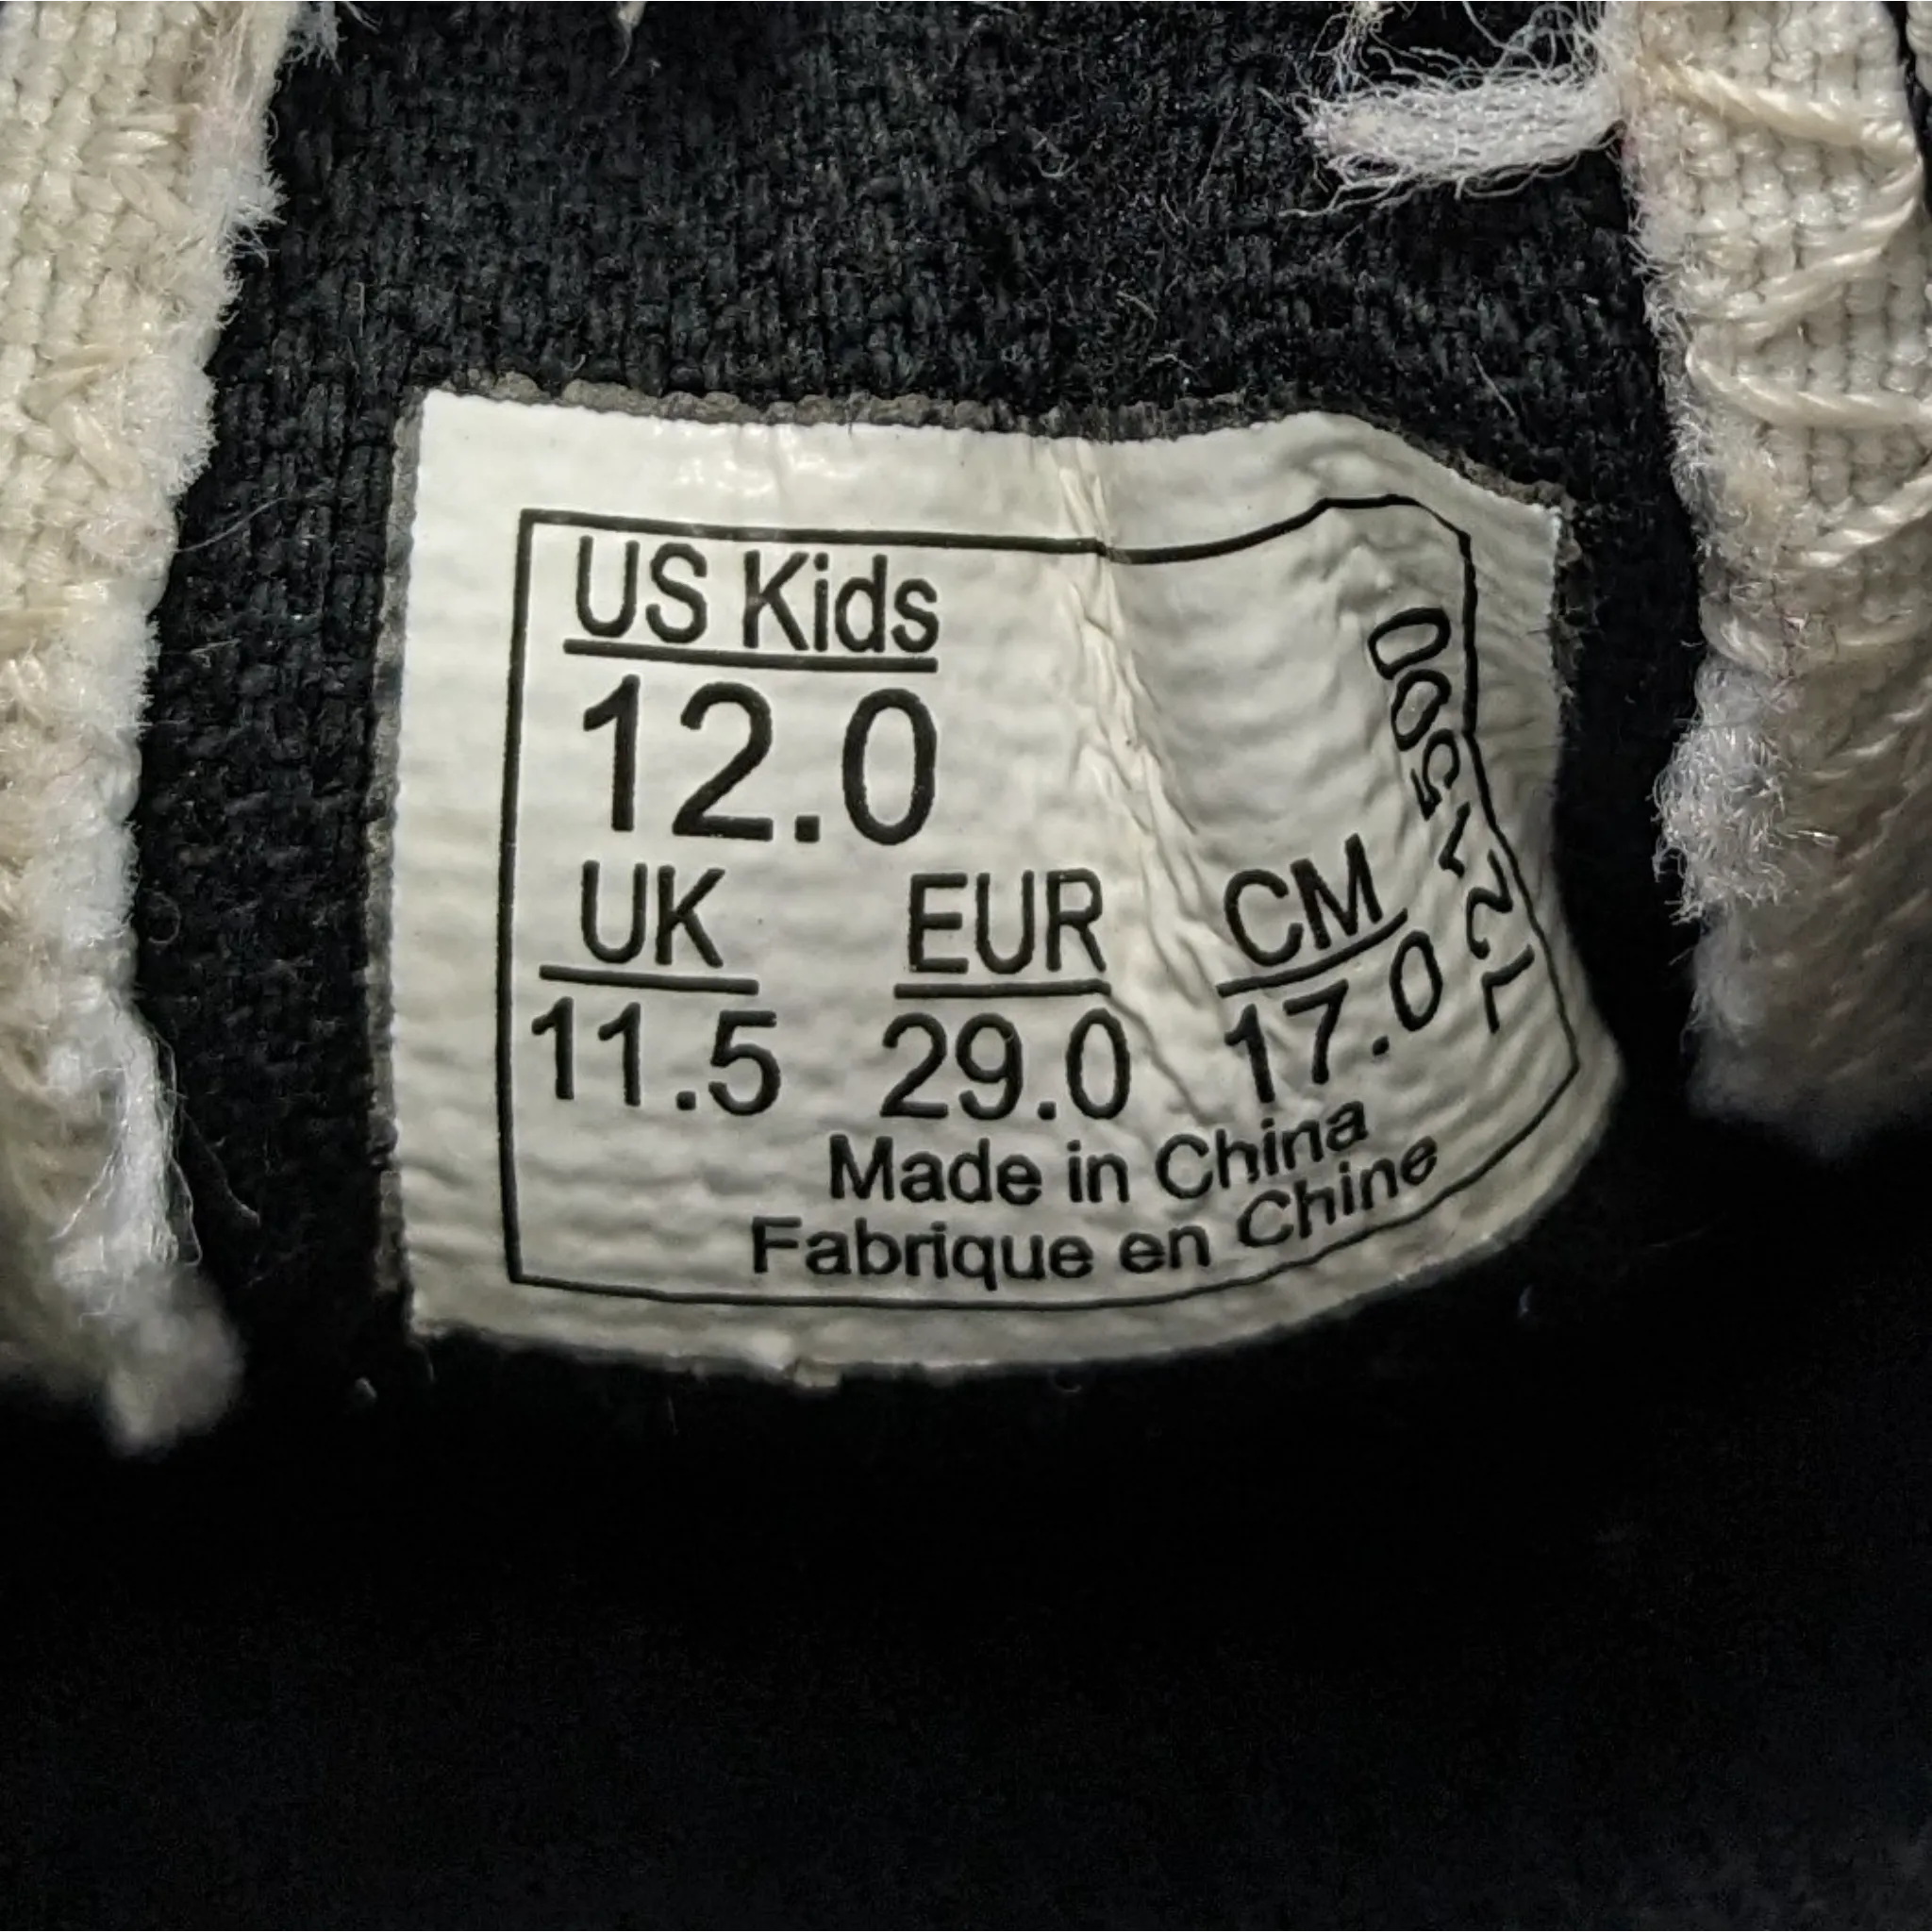 US Kids
12.0
UK EUR CM
11.5 29.0 17.0
Made in China
Fabrique en Chine
721500